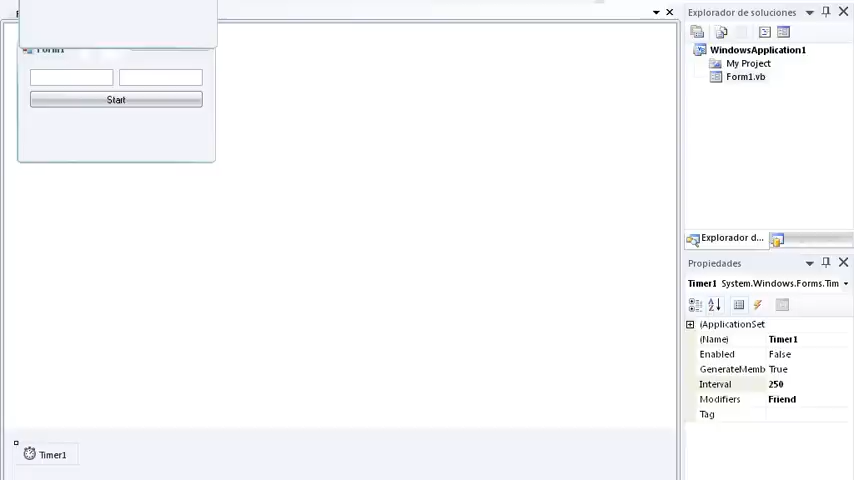 Form1
Start
Timer1
Explorador de soluciones
WindowsApplication1
My Project
Form1.vb
Explorador d...
Propiedades
Timer1 System.Windows.Forms.Tim
(ApplicationSet
(Name) Timer1
Enabled False
GenerateMemb True
Interval 250
Modifiers Friend
Tag